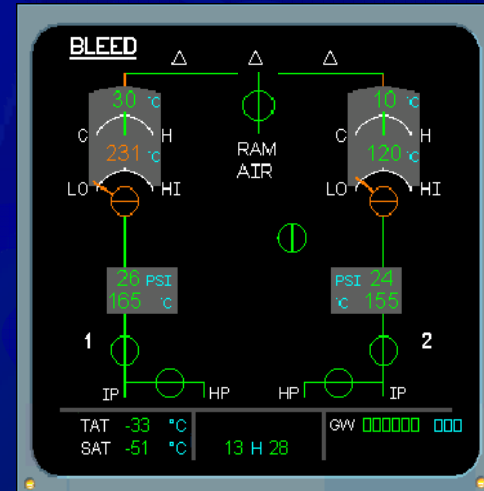 BLEED
30 °C 10 °C
C H C H
231 °C RAM 120 °C
AIR
LO HI LO HI
26 PSI PSI 24
165 °C °C 155
1 2
IP HP HP IP
TAT -33 °C GW
SAT -51 °C 13 H 28